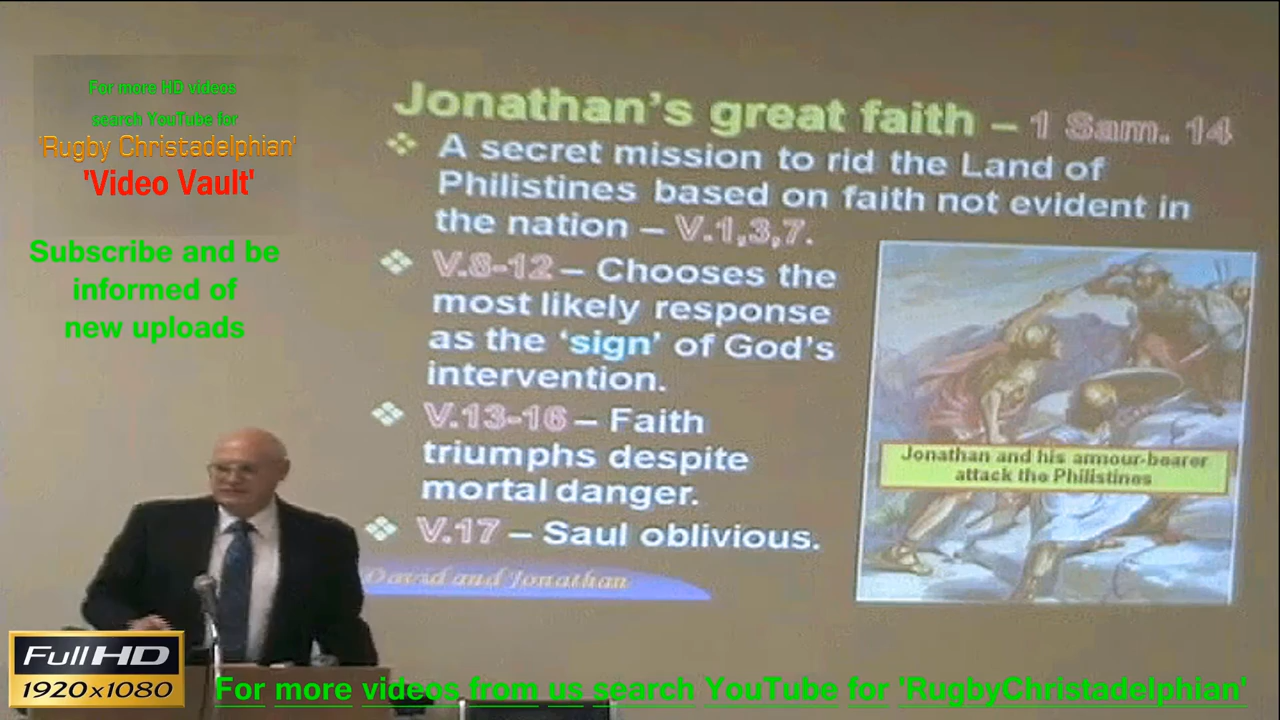 For more HD videos
search YouTube for
'Rugby Christadelphian'
'Video Vault'
Subscribe and be
informed of
new uploads
Jonathan's great faith – 1 Sam. 14
A secret mission to rid the Land of
Philistines based on faith not evident in
the nation – V.1,3,7.
V.8-12 – Chooses the
most likely response
as the 'sign' of God's
intervention.
V.13-16 – Faith
triumphs despite
mortal danger.
V.17 – Saul oblivious.
Jonathan and his armour-bearer
attack the Philistines
David and Jonathan
Full HD
1920x1080
For more videos from us search YouTube for 'RugbyChristadelphian'